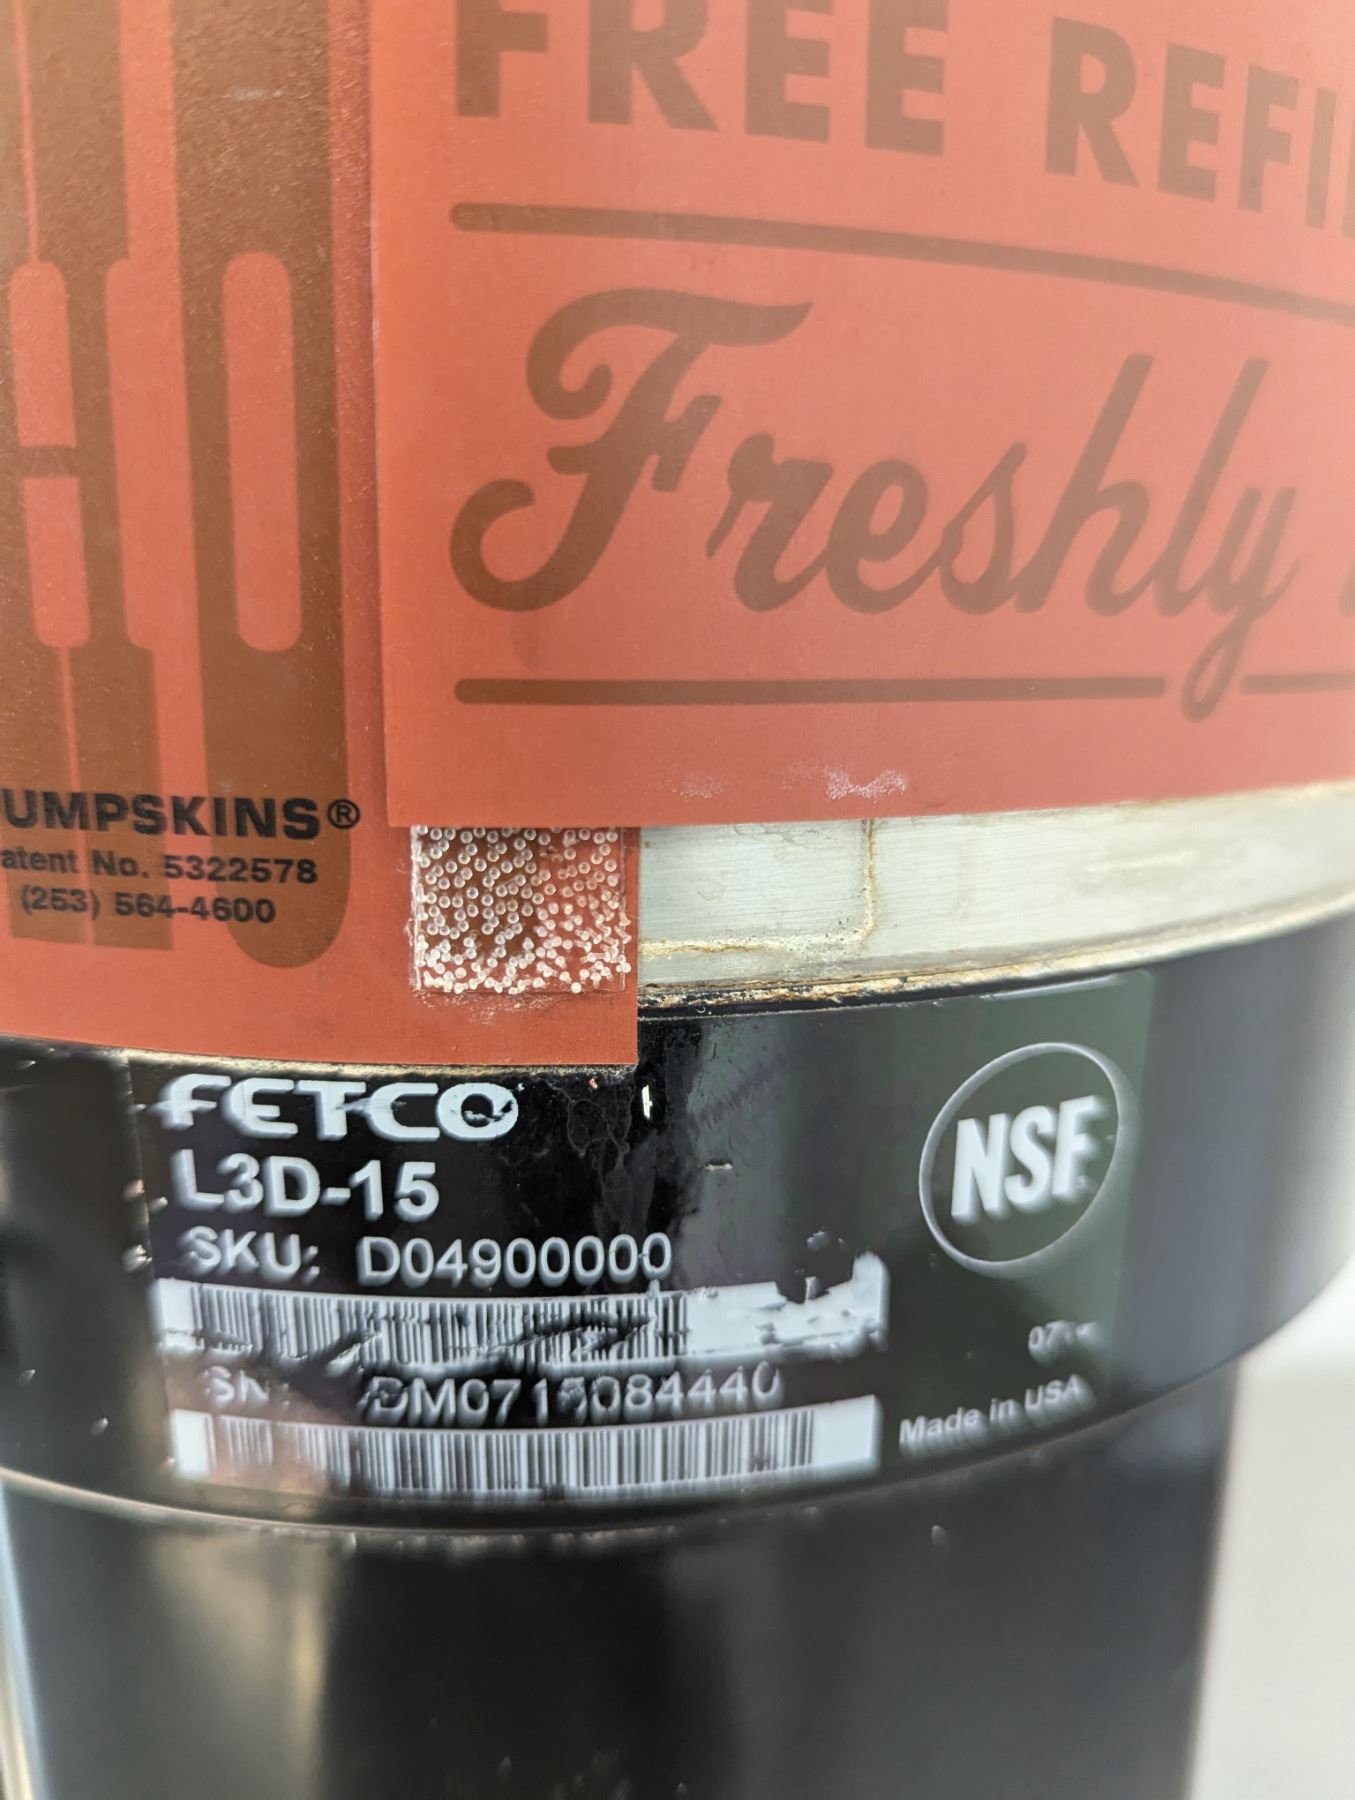 FREE REFI
Freshly
UMPSKINS®
atent No. 5322578
(253) 564-4600
FETCO
L3D-15
SKU: D04900000
NSF
Made in USA